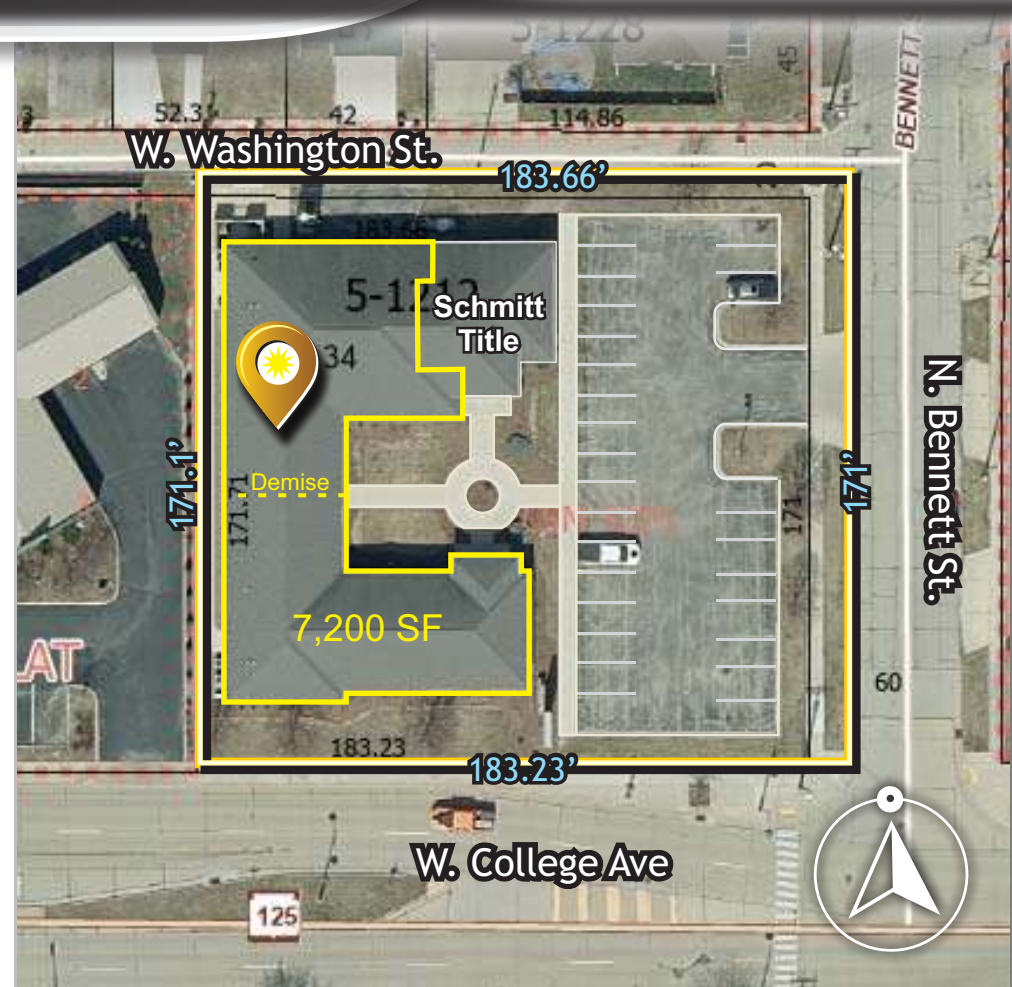 5-1228
45
BENNETT
52.3
42
114.86
W. Washington St.
183.66’
183.66
5-1212
Schmitt
Title
34
N. Bennett St.
171.1’
171.71
Demise
171’
171
7,200 SF
LAT
60
183.23
183.23’
W. College Ave
125